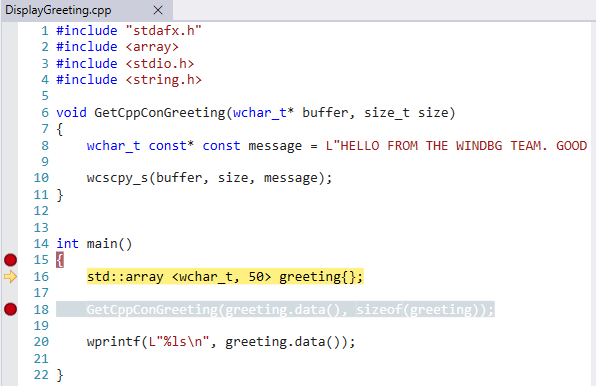 DisplayGreeting.cpp
1 #include "stdafx.h"
2 #include <array>
3 #include <stdio.h>
4 #include <string.h>
5
6 void GetCppConGreeting(wchar_t* buffer, size_t size)
7 {
8     wchar_t const* const message = L"HELLO FROM THE WINDBG TEAM. GOOD
9
10     wcscpy_s(buffer, size, message);
11 }
12
13
14 int main()
15 {
16     std::array <wchar_t, 50> greeting{};
17
18     GetCppConGreeting(greeting.data(), sizeof(greeting));
19
20     wprintf(L"%ls\n", greeting.data());
21
22 }